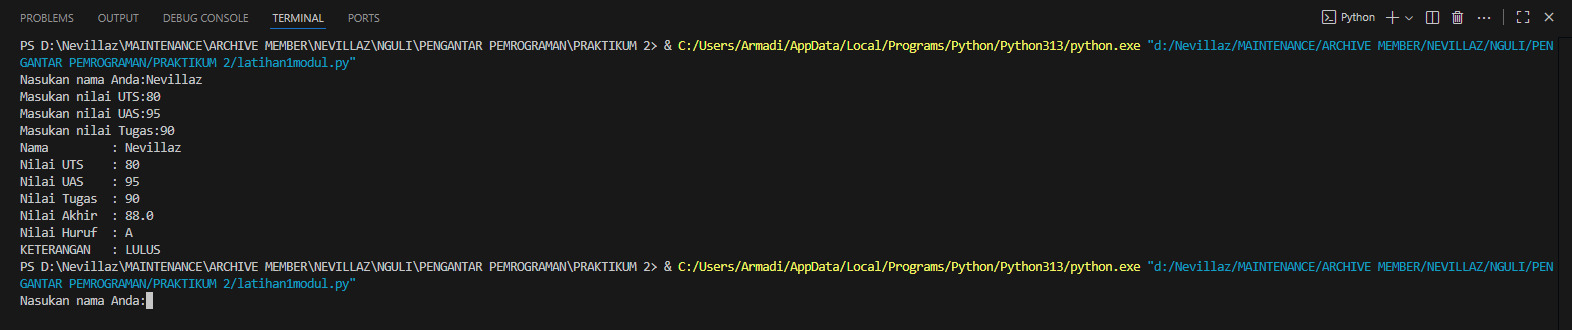 PROBLEMS OUTPUT DEBUG CONSOLE TERMINAL PORTS Python
PS D:\Nevillaz\MAINTENANCE\ARCHIVE MEMBER\NEVILLAZ\NGULI\PENGANTAR PEMROGRAMAN\PRAKTIKUM 2> & C:/Users/Armadi/AppData/Local/Programs/Python/Python313/python.exe "d:/Nevillaz/MAINTENANCE/ARCHIVE MEMBER/NEVILLAZ/NGULI/PEN
GANTAR PEMROGRAMAN/PRAKTIKUM 2/latihan1modul.py"
Nasukan nama Anda:Nevillaz
Masukan nilai UTS:80
Masukan nilai UAS:95
Masukan nilai Tugas:90
Nama : Nevillaz
Nilai UTS : 80
Nilai UAS : 95
Nilai Tugas : 90
Nilai Akhir : 88.0
Nilai Huruf : A
KETERANGAN : LULUS
PS D:\Nevillaz\MAINTENANCE\ARCHIVE MEMBER\NEVILLAZ\NGULI\PENGANTAR PEMROGRAMAN\PRAKTIKUM 2> & C:/Users/Armadi/AppData/Local/Programs/Python/Python313/python.exe "d:/Nevillaz/MAINTENANCE/ARCHIVE MEMBER/NEVILLAZ/NGULI/PEN
GANTAR PEMROGRAMAN/PRAKTIKUM 2/latihan1modul.py"
Nasukan nama Anda: